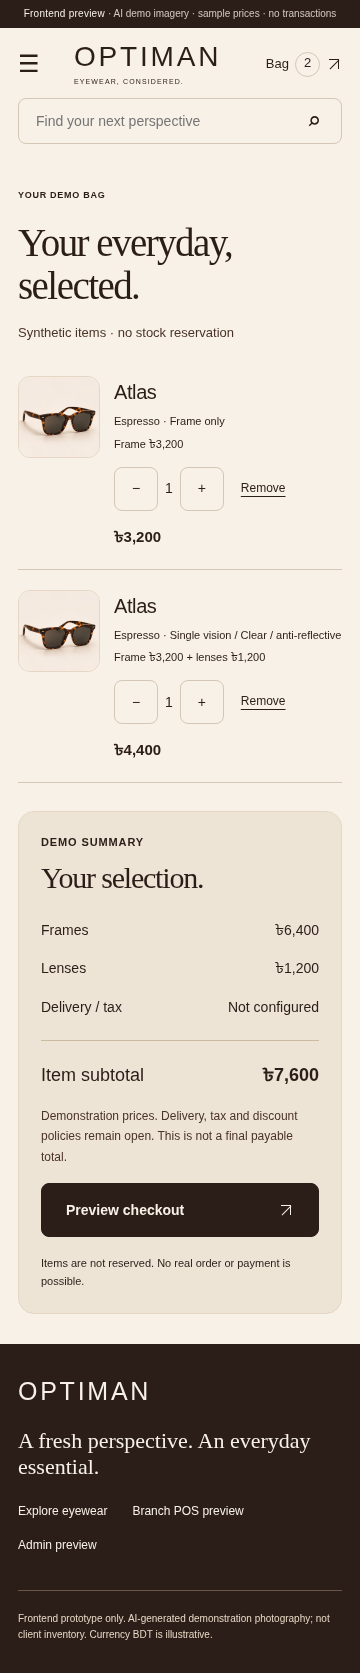 Frontend preview · AI demo imagery · sample prices · no transactions
OPTIMAN
EYEWEAR, CONSIDERED.
Bag 2
Find your next perspective
YOUR DEMO BAG
Your everyday,
selected.
Synthetic items · no stock reservation
Atlas
Espresso · Frame only
Frame ৳3,200
− 1 + Remove
৳3,200
Atlas
Espresso · Single vision / Clear / anti-reflective
Frame ৳3,200 + lenses ৳1,200
− 1 + Remove
৳4,400
DEMO SUMMARY
Your selection.
Frames ৳6,400
Lenses ৳1,200
Delivery / tax Not configured
Item subtotal ৳7,600
Demonstration prices. Delivery, tax and discount
policies remain open. This is not a final payable
total.
Preview checkout
Items are not reserved. No real order or payment is
possible.
OPTIMAN
A fresh perspective. An everyday
essential.
Explore eyewear Branch POS preview
Admin preview
Frontend prototype only. AI-generated demonstration photography; not
client inventory. Currency BDT is illustrative.